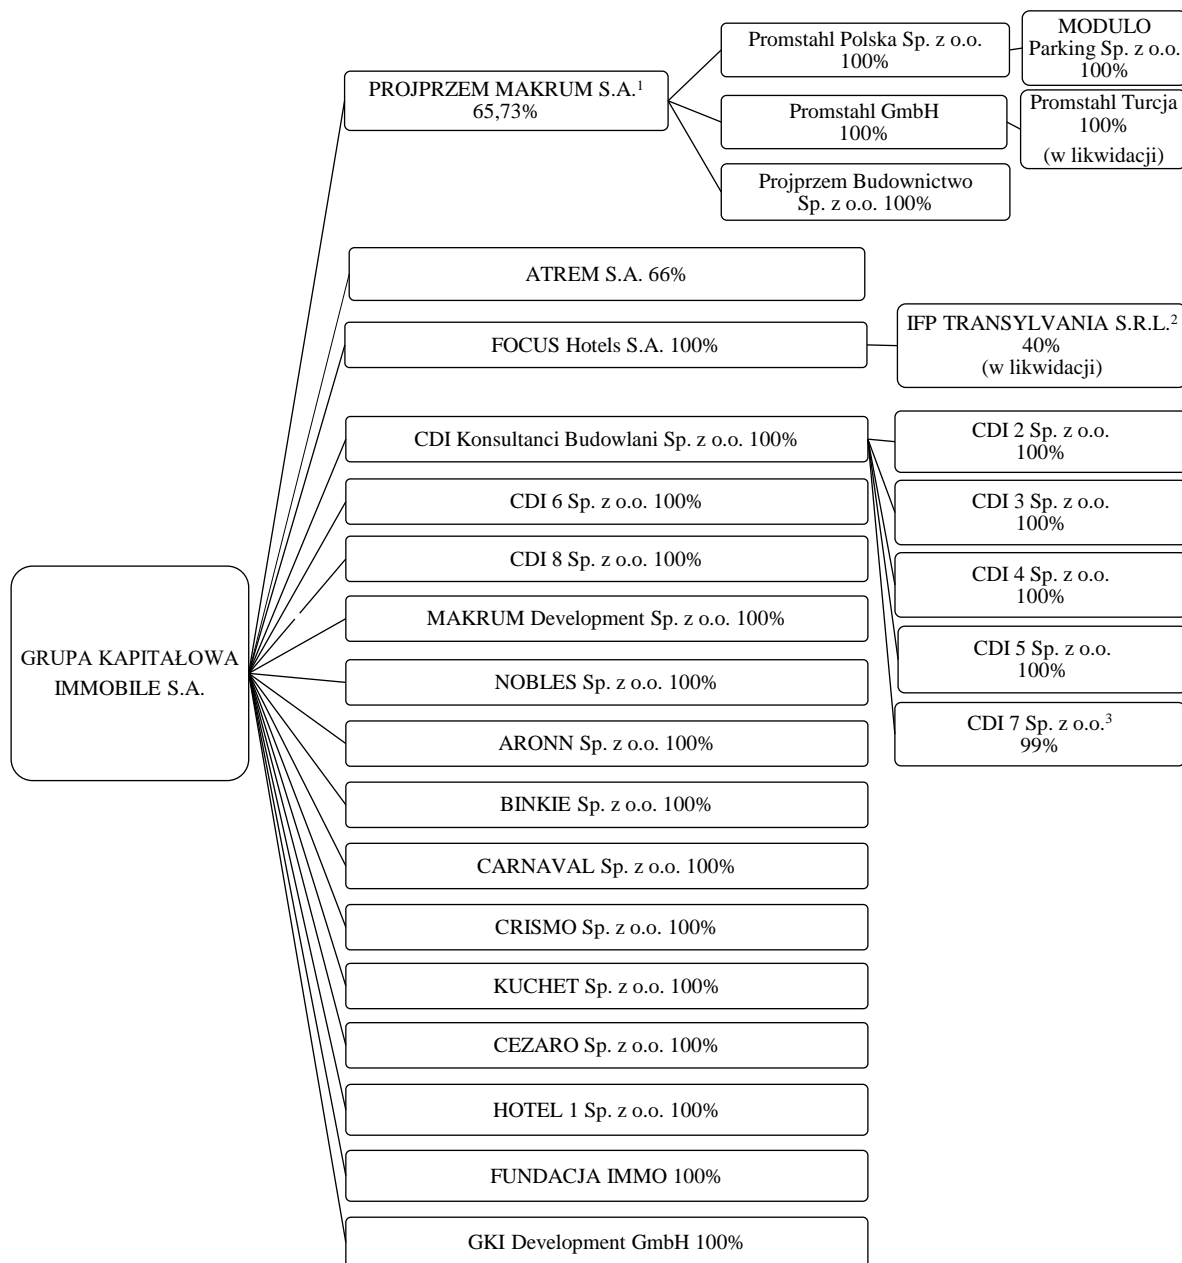 Promstahl Polska Sp. z o.o.
100%
MODULO
Parking Sp. z o.o.
100%
PROJPRZEM MAKRUM S.A.¹
65,73%
Promstahl GmbH
100%
Promstahl Turcja
100%
(w likwidacji)
Projprzem Budownictwo
Sp. z o.o. 100%
ATREM S.A. 66%
FOCUS Hotels S.A. 100%
IFP TRANSYLVANIA S.R.L.²
40%
(w likwidacji)
CDI Konsultanci Budowlani Sp. z o.o. 100%
CDI 2 Sp. z o.o.
100%
CDI 6 Sp. z o.o. 100%
CDI 3 Sp. z o.o.
100%
CDI 8 Sp. z o.o. 100%
CDI 4 Sp. z o.o.
100%
MAKRUM Development Sp. z o.o. 100%
CDI 5 Sp. z o.o.
100%
GRUPA KAPITAŁOWA
IMMOBILE S.A.
NOBLES Sp. z o.o. 100%
CDI 7 Sp. z o.o.³
99%
ARONN Sp. z o.o. 100%
BINKIE Sp. z o.o. 100%
CARNAVAL Sp. z o.o. 100%
CRISMO Sp. z o.o. 100%
KUCHET Sp. z o.o. 100%
CEZARO Sp. z o.o. 100%
HOTEL 1 Sp. z o.o. 100%
FUNDACJA IMMO 100%
GKI Development GmbH 100%